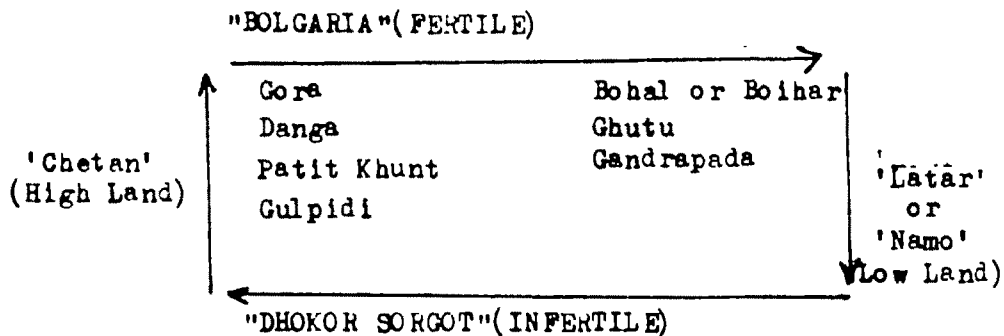 "BOLGARIA"(FERTILE)
Gora
Danga
Patit Khunt
Gulpidi
Bohal or Boihar
Ghutu
Gandrapada
'Chetan'
(High Land)
'Latar'
or
'Namo'
(Low Land)
"DHOKOR SORGOT"(INFERTILE)